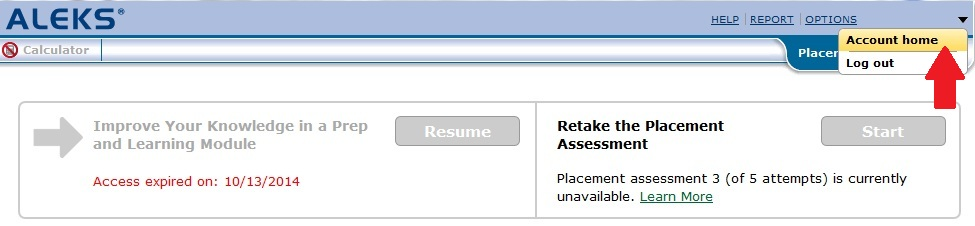 ALEKS®
HELP | REPORT | OPTIONS
Account home
Log out
Calculator
Improve Your Knowledge in a Prep
and Learning Module
Resume
Access expired on: 10/13/2014
Retake the Placement
Assessment
Start
Placement assessment 3 (of 5 attempts) is currently
unavailable. Learn More